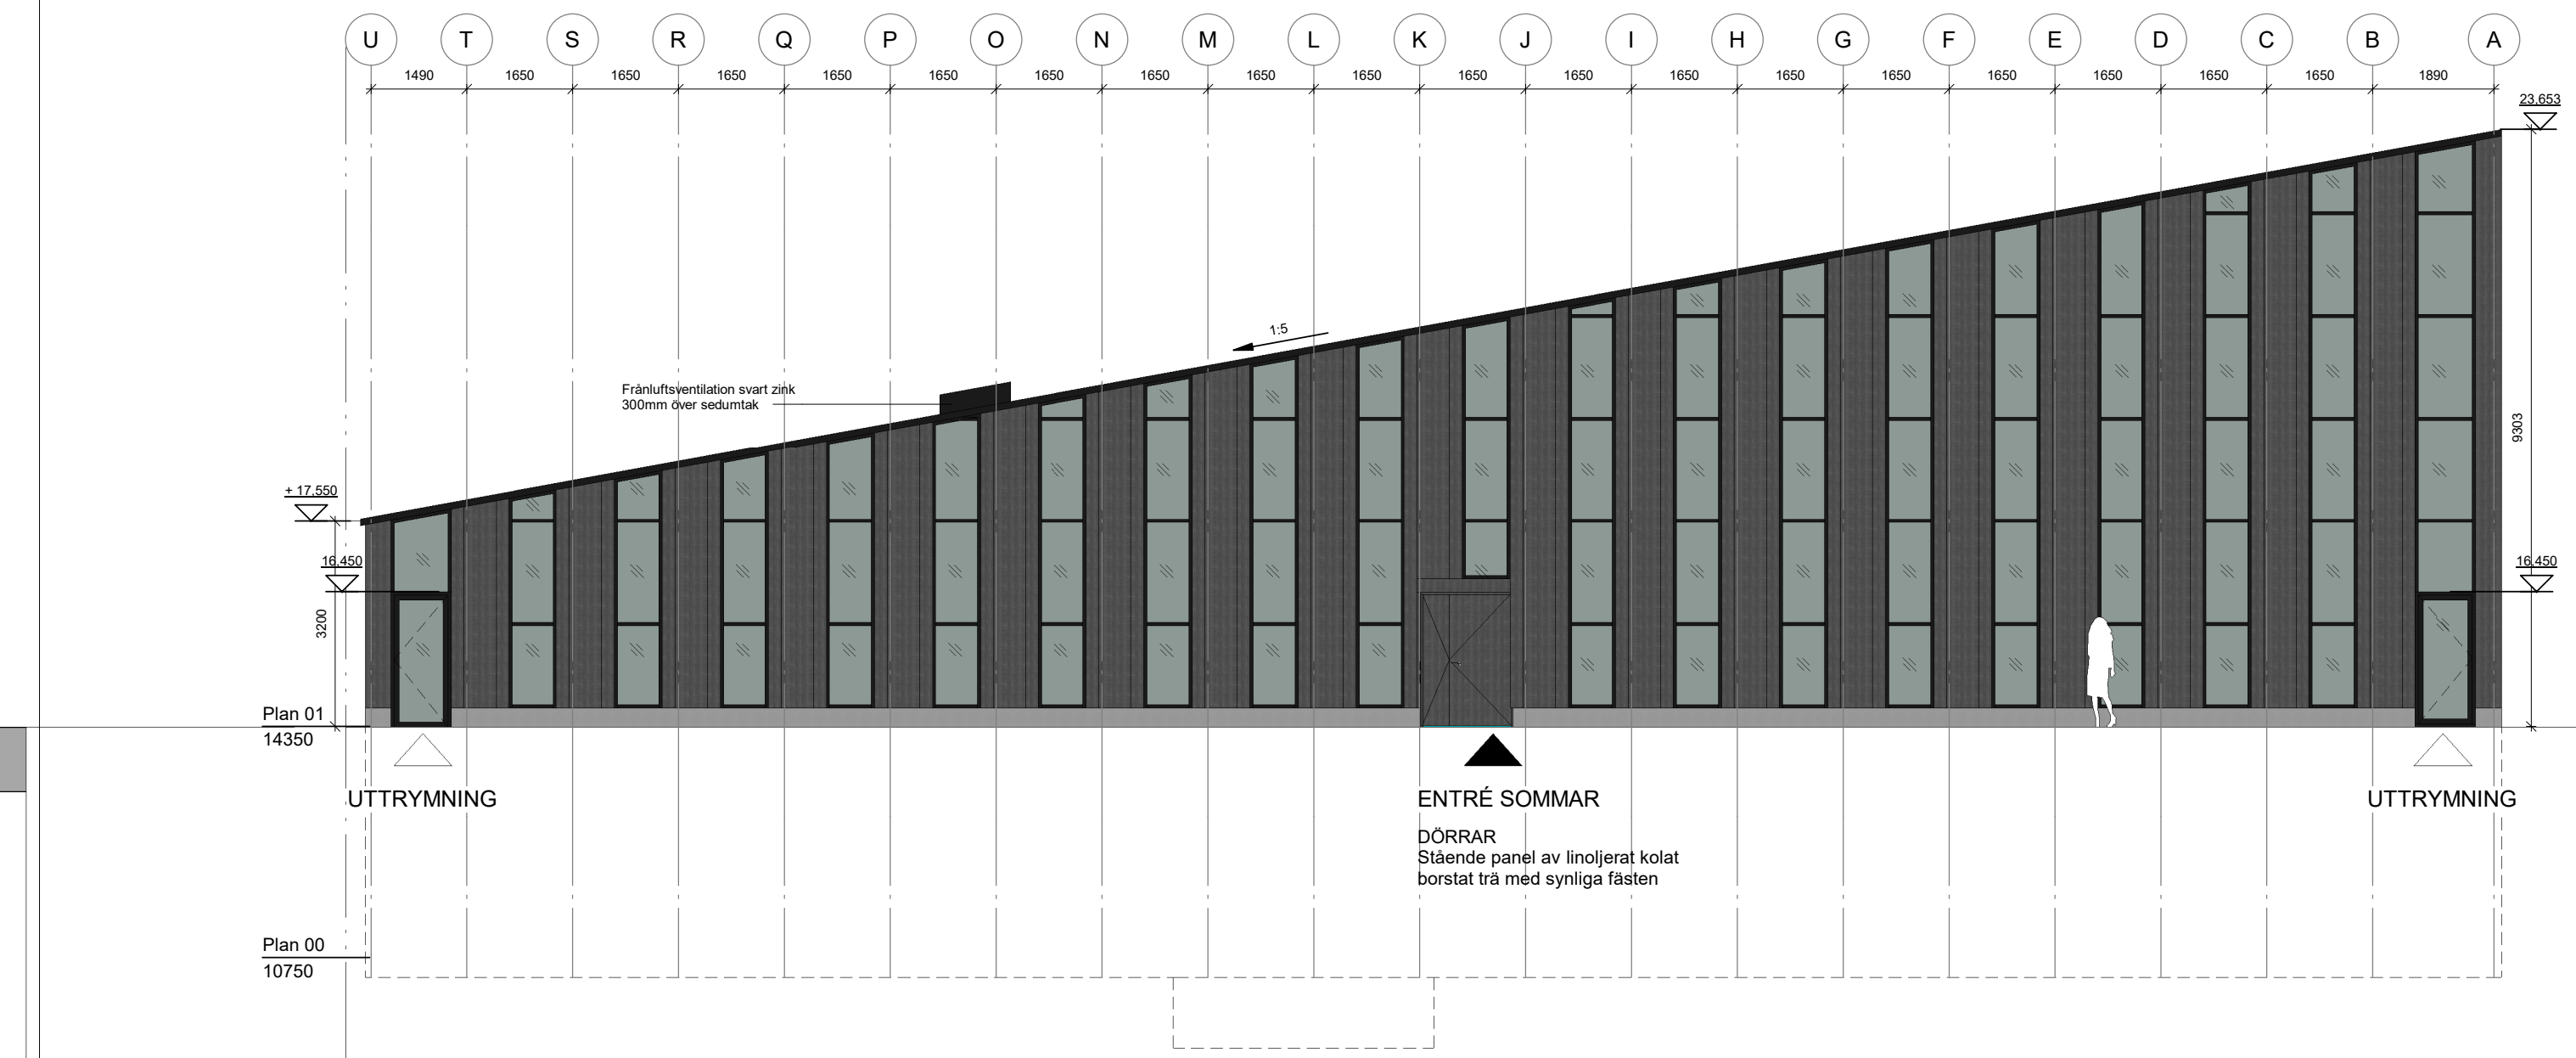 U T S R Q P O N M L K J I H G F E D C B A
1490 1650 1650 1650 1650 1650 1650 1650 1650 1650 1650 1650 1650 1650 1650 1650 1650 1650 1650 1890
23,653
1:5
Frånluftsventilation svart zink
300mm över sedumtak
9303
+ 17,550
16,450
16,450
3200
Plan 01
14350
UTTRYMNING
ENTRÉ SOMMAR
UTTRYMNING
DÖRRAR
Stående panel av linoljerat kolat
borstat trä med synliga fästen
Plan 00
10750